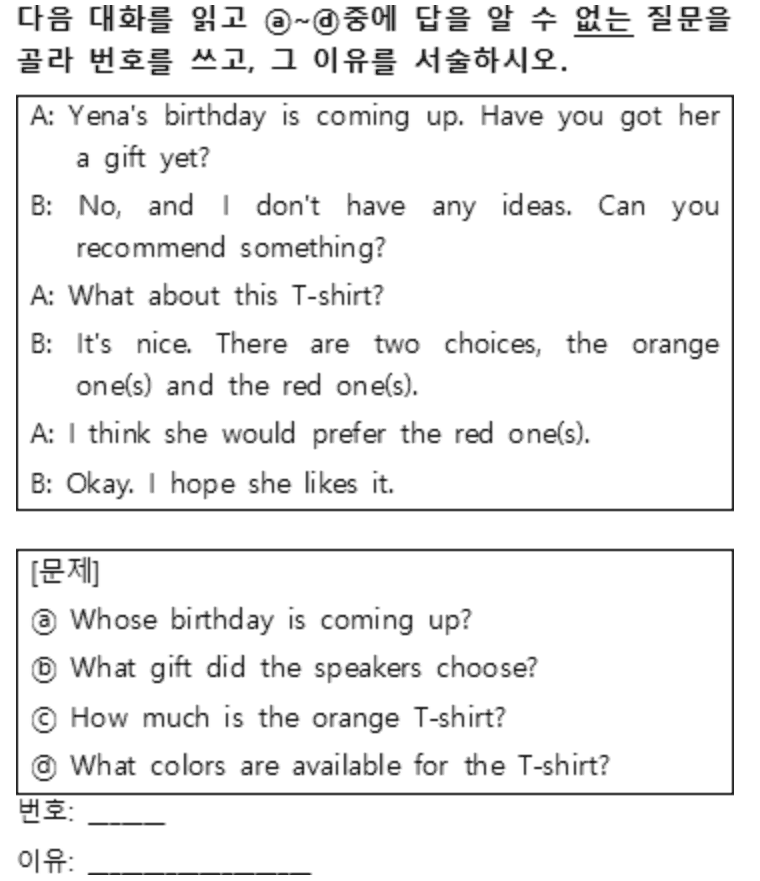 다음 대화를 읽고 ⓐ~ⓓ중에 답을 알 수 없는 질문을
골라 번호를 쓰고, 그 이유를 서술하시오.
A: Yena's birthday is coming up. Have you got her
a gift yet?
B: No, and I don't have any ideas. Can you
recommend something?
A: What about this T-shirt?
B: It's nice. There are two choices, the orange
one(s) and the red one(s).
A: I think she would prefer the red one(s).
B: Okay. I hope she likes it.
[문제]
ⓐ Whose birthday is coming up?
ⓑ What gift did the speakers choose?
ⓒ How much is the orange T-shirt?
ⓓ What colors are available for the T-shirt?
번호: ______
이유: __________________